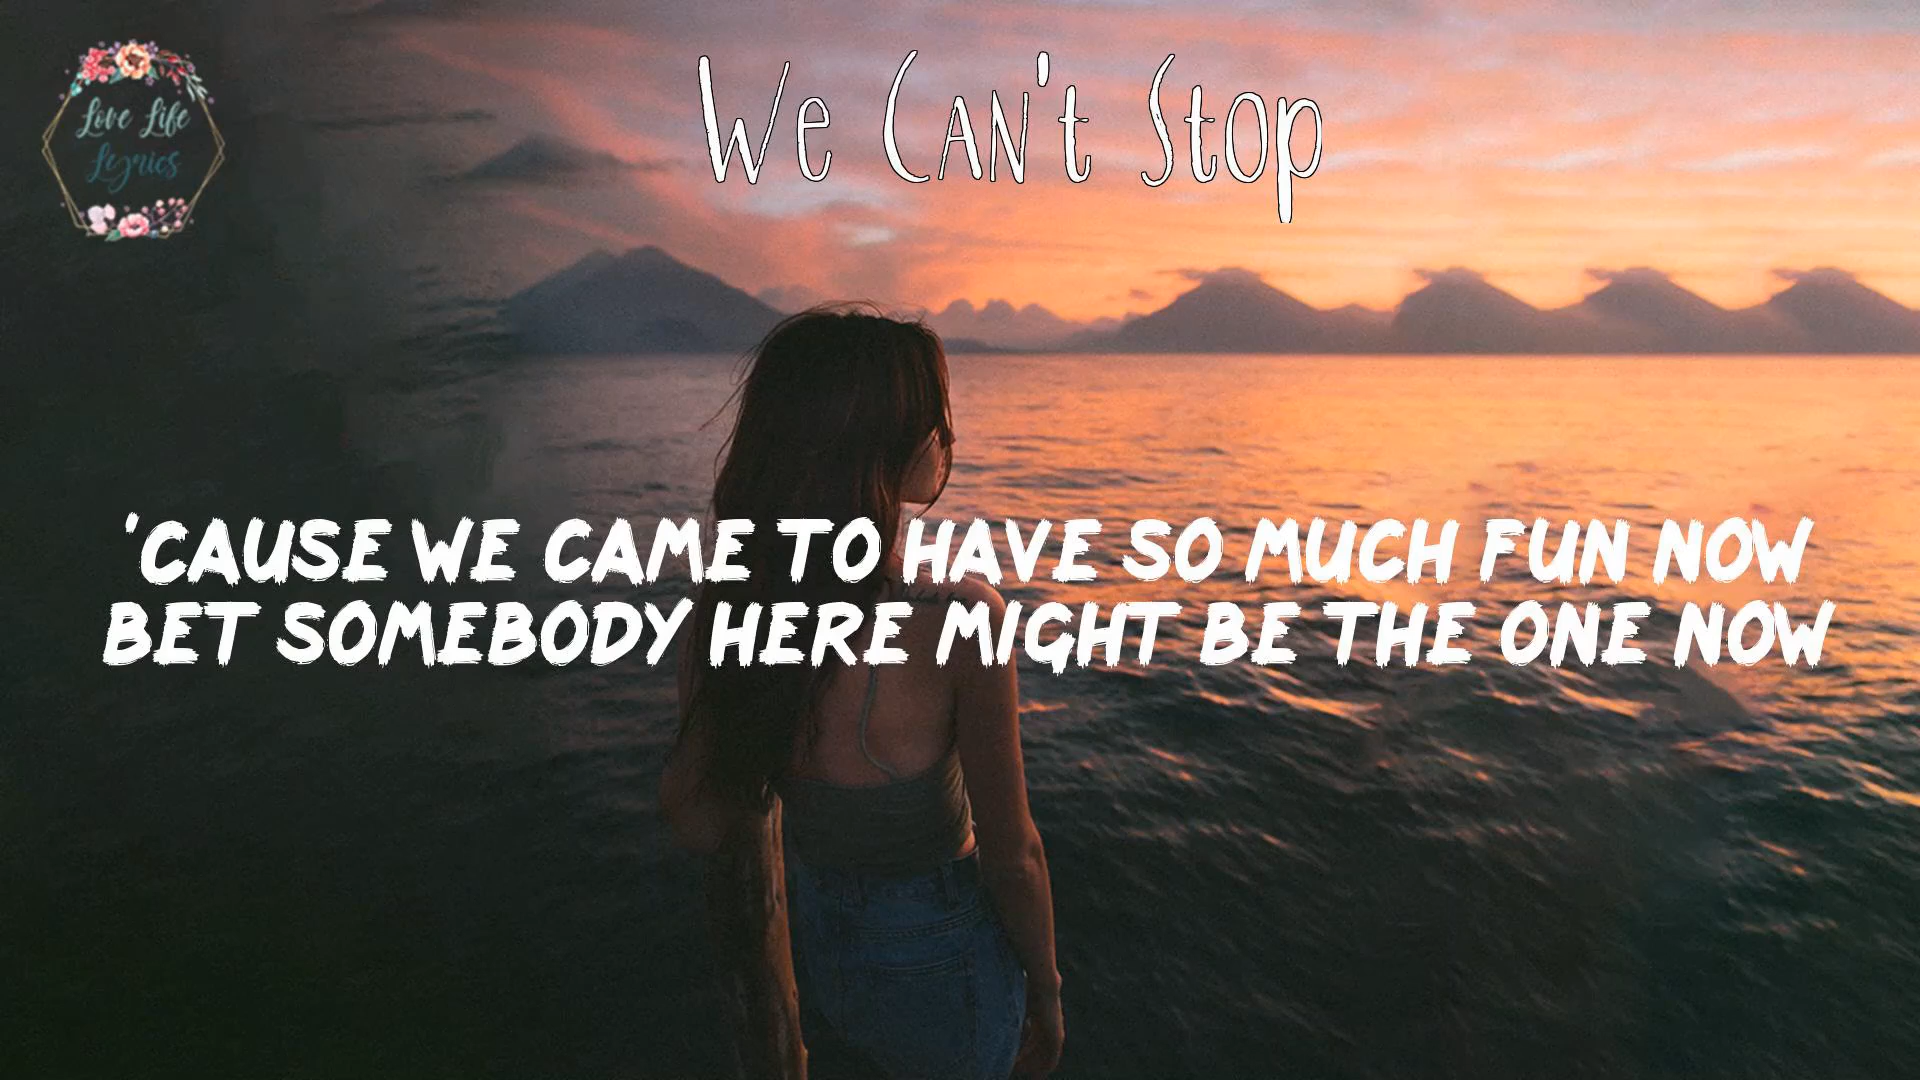 Love Life
Leyrics
We Can't Stop
'CAUSE WE CAME TO HAVE SO MUCH FUN NOW
BET SOMEBODY HERE MIGHT BE THE ONE NOW